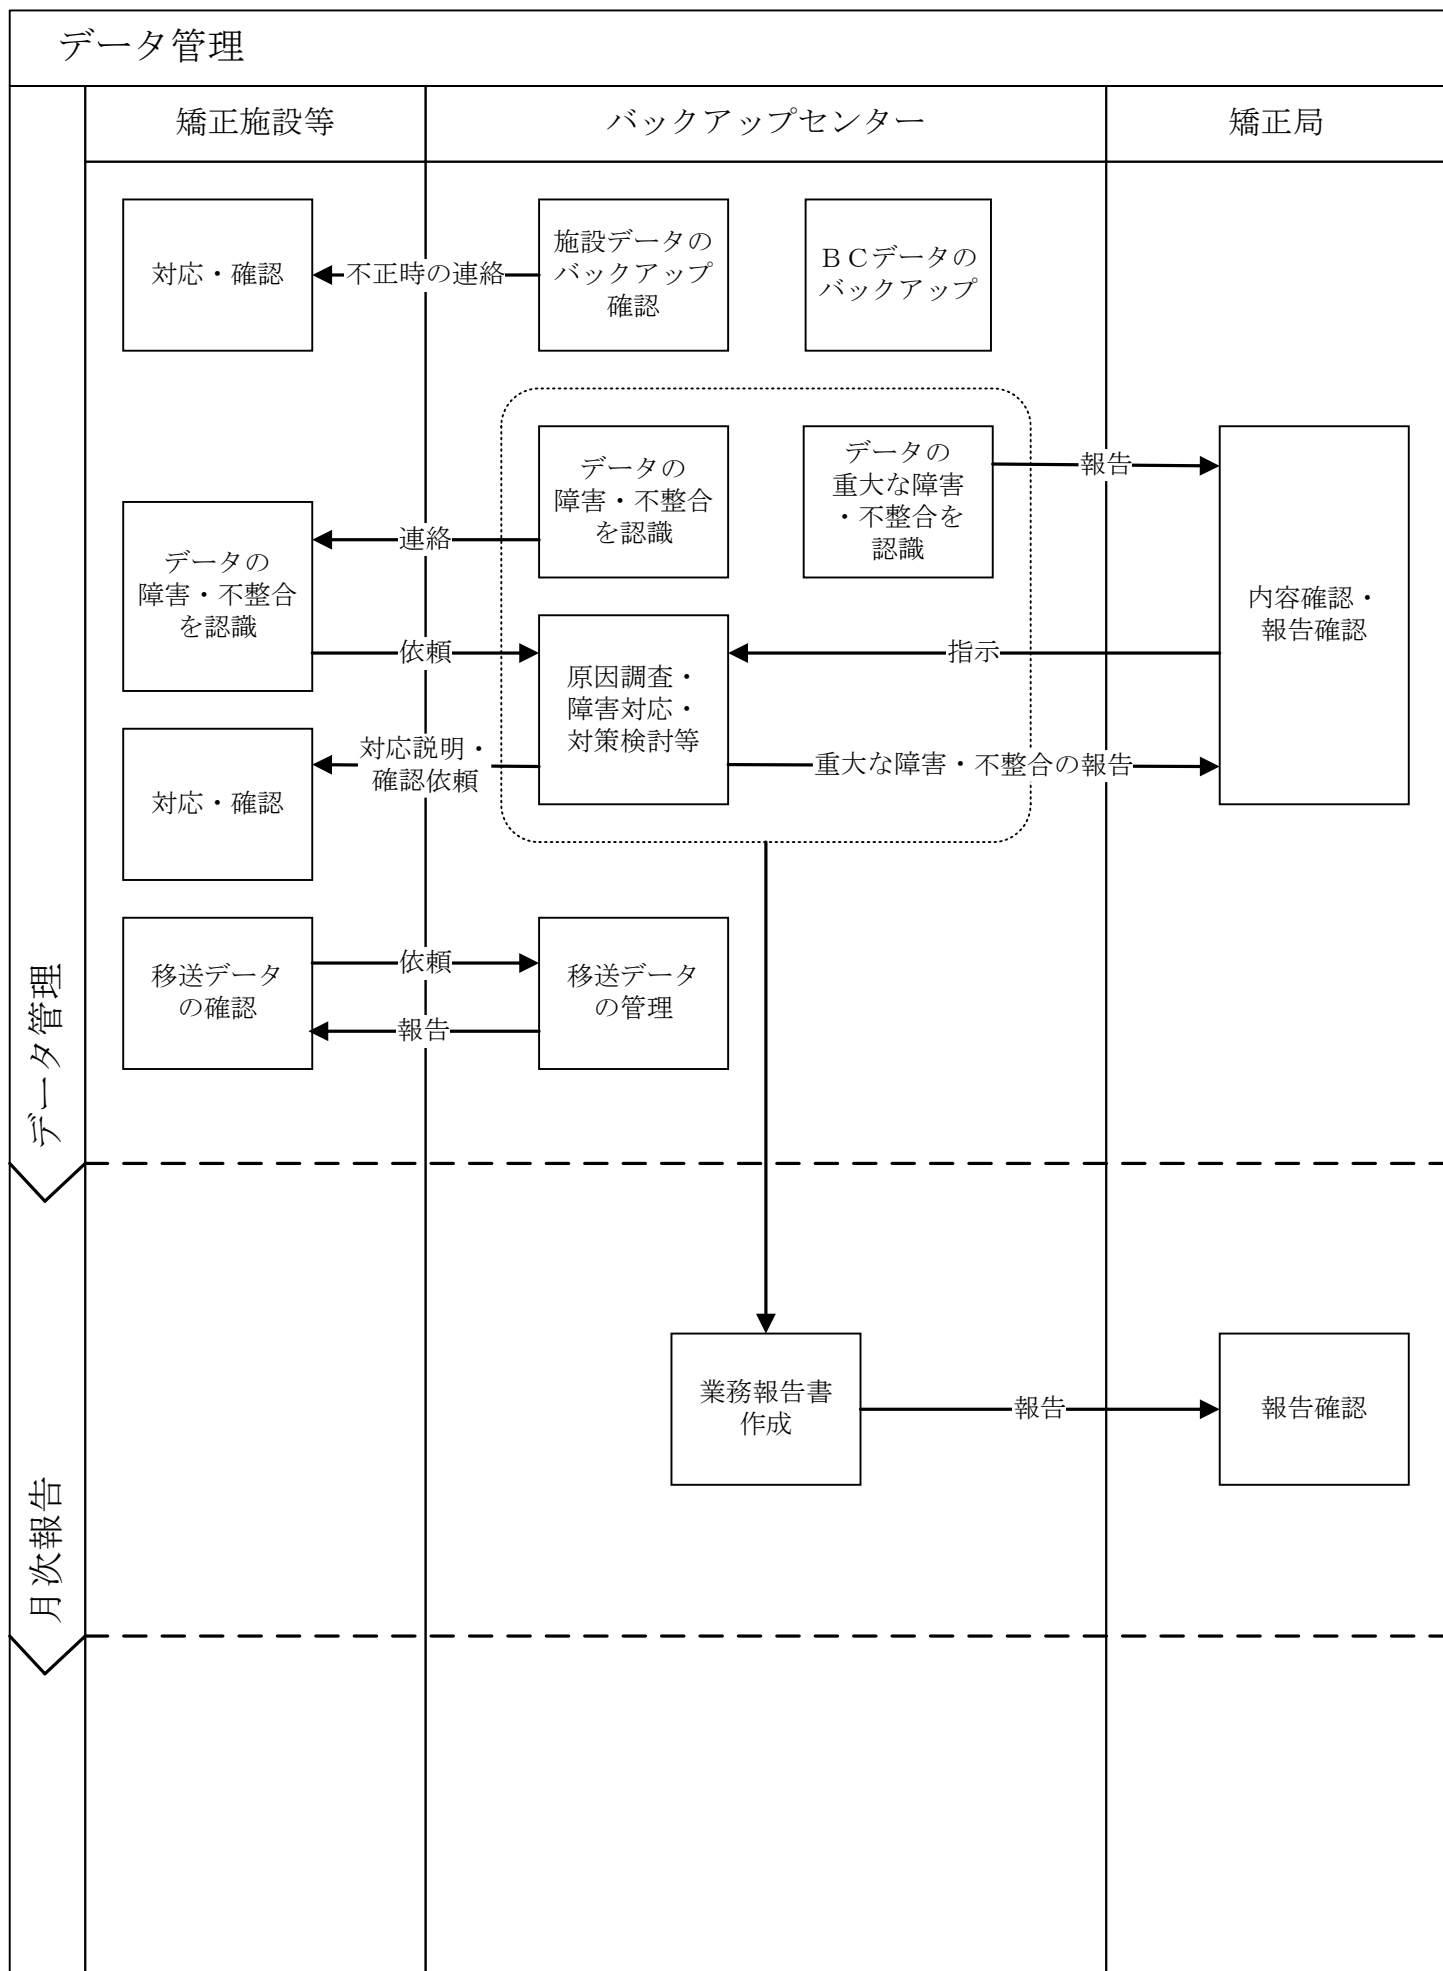 データ管理
矯正施設等
バックアップセンター
矯正局
対応・確認
不正時の連絡
施設データの
バックアップ
確認
ＢＣデータの
バックアップ
データの
障害・不整合
を認識
データの
重大な障害
・不整合を
認識
報告
連絡
データの
障害・不整合
を認識
内容確認・
報告確認
依頼
原因調査・
障害対応・
対策検討等
指示
対応説明・
確認依頼
重大な障害・不整合の報告
対応・確認
移送データ
の確認
依頼
報告
移送データ
の管理
データ管理
業務報告書
作成
報告
報告確認
月次報告